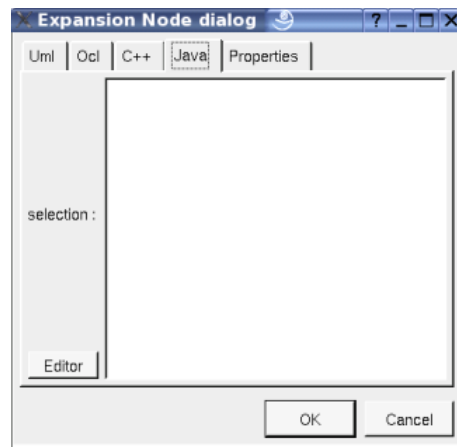 Expansion Node dialog
Uml Ocl C++ Java Properties
selection :
Editor
OK Cancel